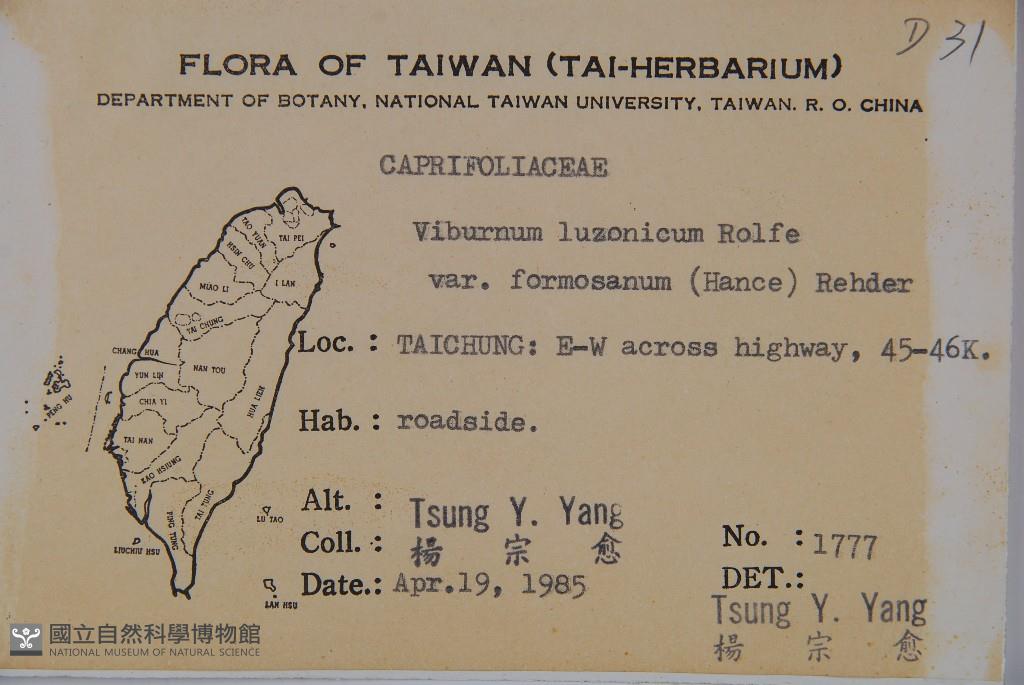 D 31
FLORA OF TAIWAN (TAI-HERBARIUM)
DEPARTMENT OF BOTANY, NATIONAL TAIWAN UNIVERSITY, TAIWAN. R. O. CHINA
CAPRIFOLIACEAE
Viburnum luzonicum Rolfe
var. formosanum (Hance) Rehder
Loc. : TAICHUNG: E-W across highway, 45-46K.
Hab. : roadside.
Alt. :
Coll. : Tsung Y. Yang
楊 宗 愈
Date.: Apr.19, 1985
No. : 1777
DET.:
Tsung Y. Yang
楊 宗 愈
TAI PEI
TAO YUAN
HSIN CHU
I LAN
MIAO LI
TAI CHUNG
CHANG HUA
NAN TOU
YUN LIN
HUA LIEN
CHIA YI
PENG HU
TAI NAN
KAO HSIUNG
TAI TUNG
PING TUNG
LU TAO
LIUCHIU HSU
LAN HSU
國立自然科學博物館
NATIONAL MUSEUM OF NATURAL SCIENCE